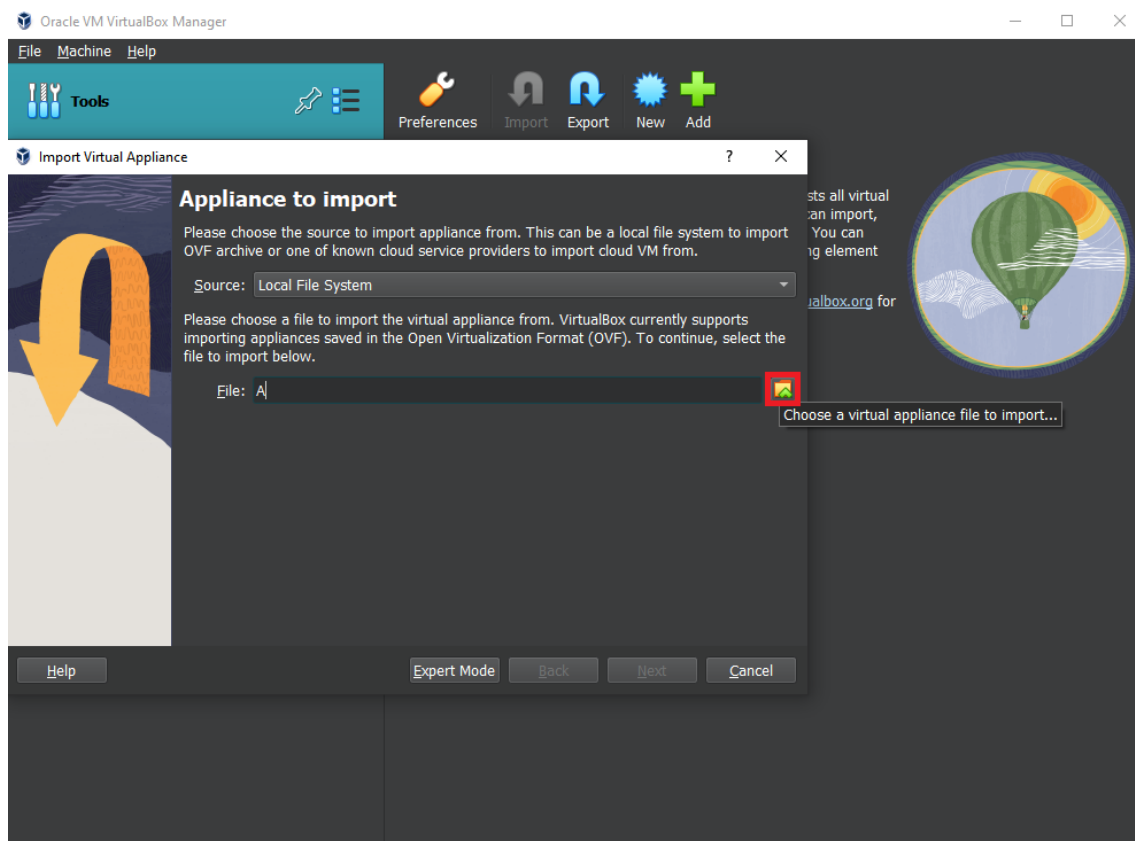 Oracle VM VirtualBox Manager
File Machine Help
Tools
Preferences Import Export New Add
Import Virtual Appliance
?
Appliance to import
Please choose the source to import appliance from. This can be a local file system to import
OVF archive or one of known cloud service providers to import cloud VM from.
Source: Local File System
Please choose a file to import the virtual appliance from. VirtualBox currently supports
importing appliances saved in the Open Virtualization Format (OVF). To continue, select the
file to import below.
File: A
Choose a virtual appliance file to import...
Help
Expert Mode Back Next Cancel
sts all virtual
can import,
You can
ng element
ualbox.org for